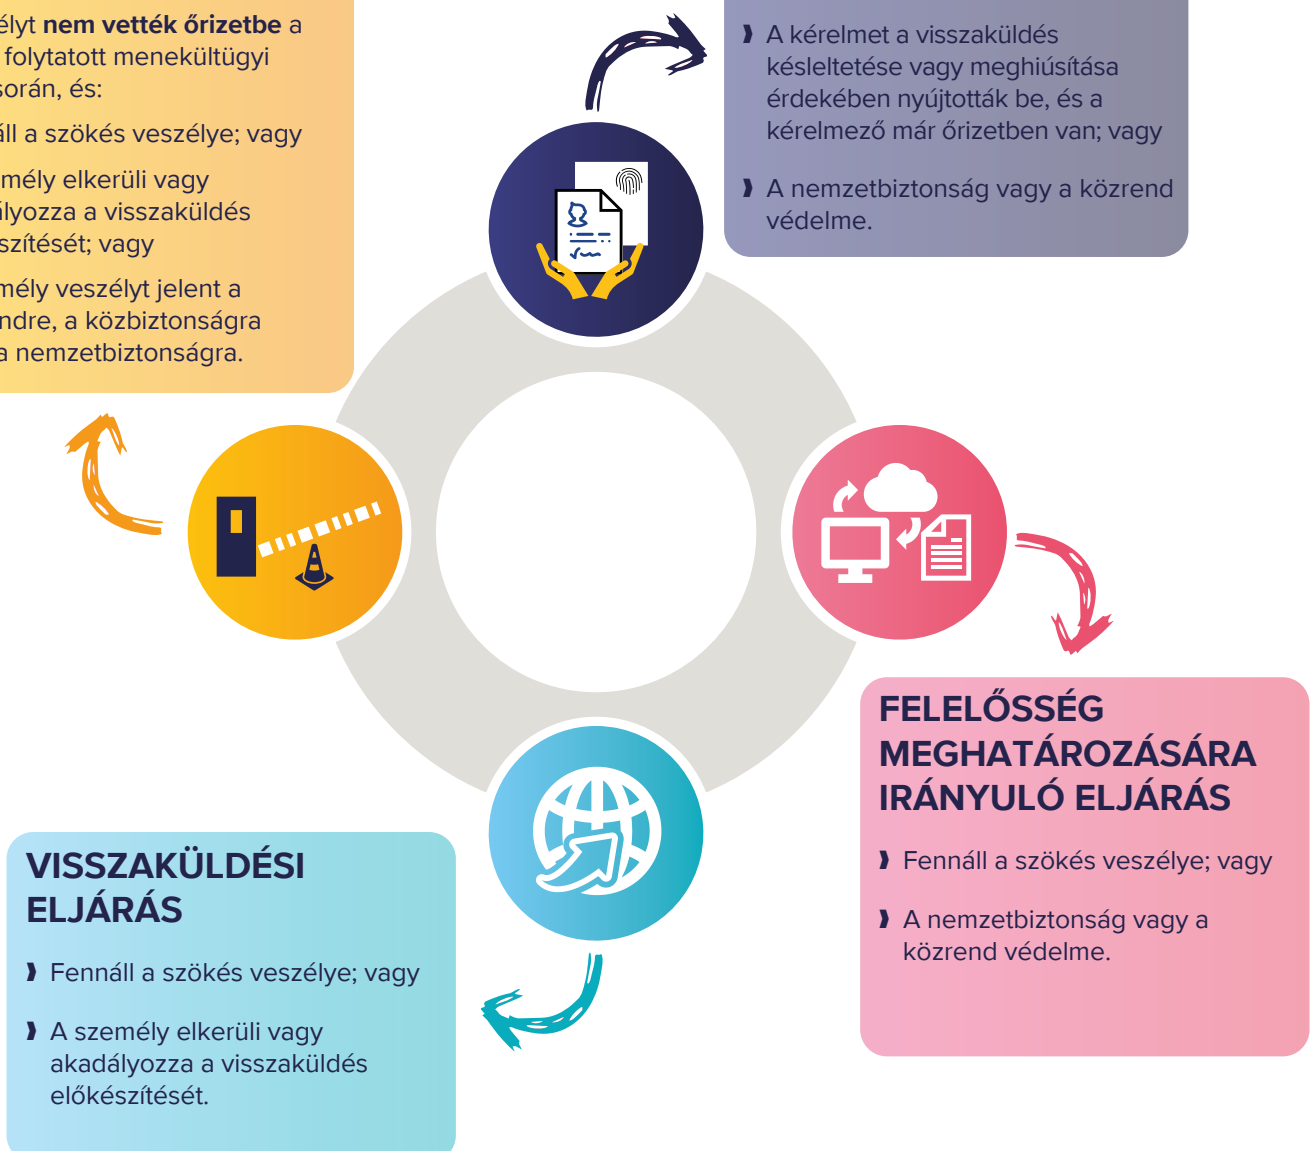 élyt nem vették őrizetbe a
folytatott menekültügyi
során, és:
áll a szökés veszélye; vagy
mély elkerüli vagy
ályozza a visszaküldés
szítését; vagy
mély veszélyt jelent a
ndre, a közbiztonságra
a nemzetbiztonságra.
❱ A kérelmet a visszaküldés
késleltetése vagy meghiúsítása
érdekében nyújtották be, és a
kérelmező már őrizetben van; vagy
❱ A nemzetbiztonság vagy a közrend
védelme.
FELELŐSSÉG
MEGHATÁROZÁSÁRA
IRÁNYULÓ ELJÁRÁS
❱ Fennáll a szökés veszélye; vagy
❱ A nemzetbiztonság vagy a
közrend védelme.
VISSZAKÜLDÉSI
ELJÁRÁS
❱ Fennáll a szökés veszélye; vagy
❱ A személy elkerüli vagy
akadályozza a visszaküldés
előkészítését.